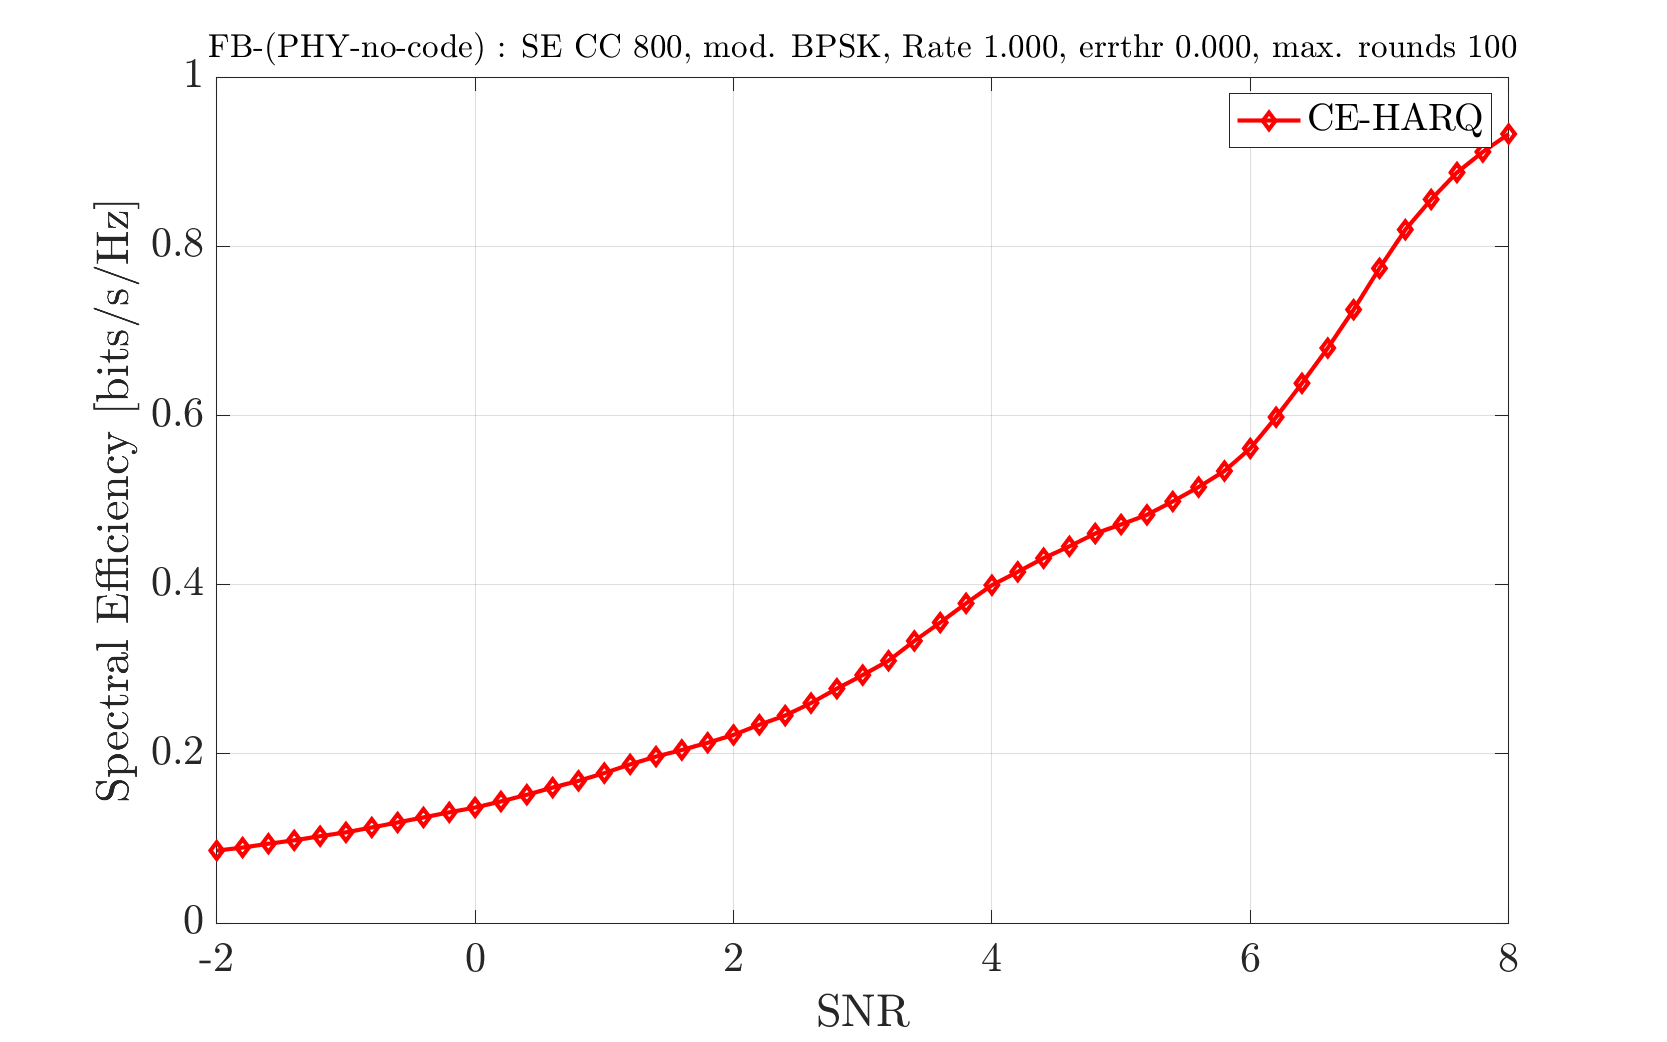 FB-(PHY-no-code) : SE CC 800, mod. BPSK, Rate 1.000, errthr 0.000, max. rounds 100
CE-HARQ
1
0.8
0.6
0.4
0.2
0
Spectral Efficiency [bits/s/Hz]
-2 0 2 4 6 8
SNR